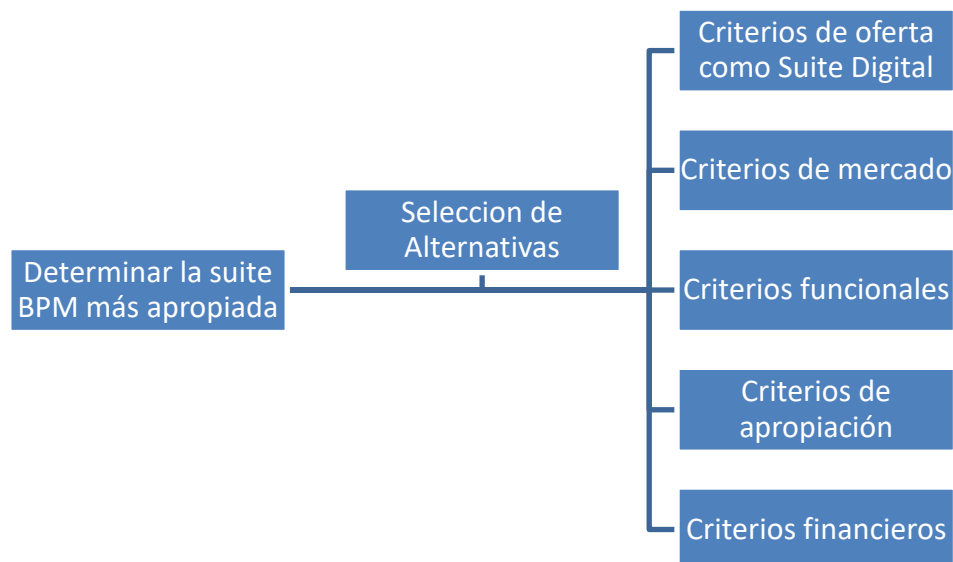 Determinar la suite
BPM más apropiada
Seleccion de
Alternativas
Criterios de oferta
como Suite Digital
Criterios de mercado
Criterios funcionales
Criterios de
apropiación
Criterios financieros